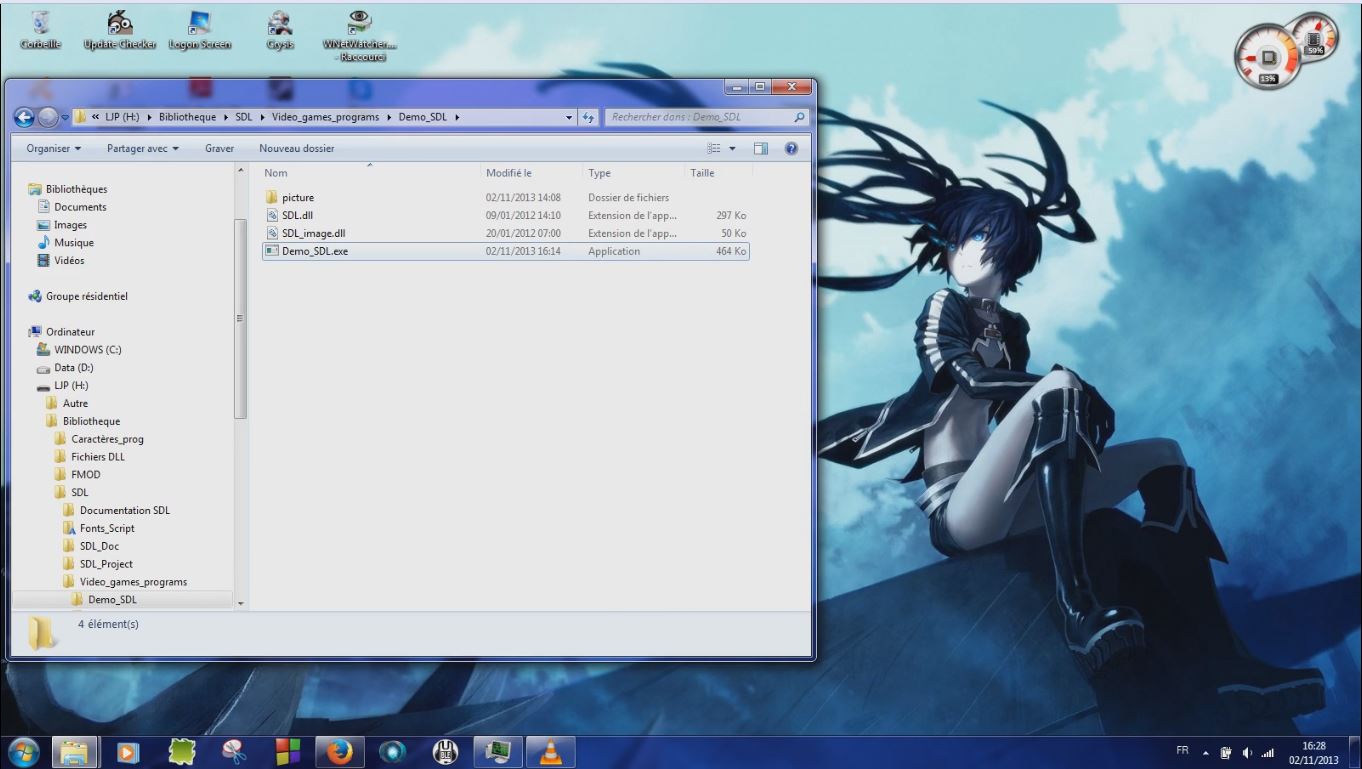 Corbeille
Update Checker
Logon Screen
Crysis
WNetWatcher....
- Raccourci
59%
13%
« LJP (H:) Bibliotheque SDL Video_games_programs Demo_SDL
Rechercher dans : Demo_SDL
Organiser Partager avec Graver Nouveau dossier
Nom Modifié le Type Taille
picture 02/11/2013 14:08 Dossier de fichiers
SDL.dll 09/01/2012 14:10 Extension de l'app... 297 Ko
SDL_image.dll 20/01/2012 07:00 Extension de l'app... 50 Ko
Demo_SDL.exe 02/11/2013 16:14 Application 464 Ko
Bibliothèques
Documents
Images
Musique
Vidéos
Groupe résidentiel
Ordinateur
WINDOWS (C:)
Data (D:)
LJP (H:)
Autre
Bibliotheque
Caractères_prog
Fichiers DLL
FMOD
SDL
Documentation SDL
Fonts_Script
SDL_Doc
SDL_Project
Video_games_programs
Demo_SDL
4 élément(s)
FR
16:28
02/11/2013